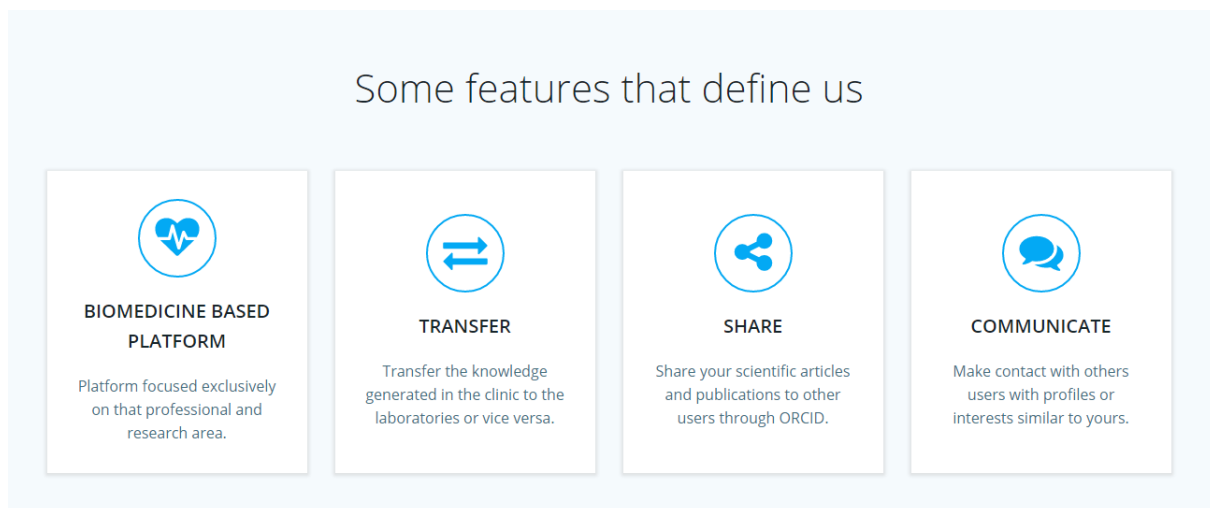 Some features that define us
BIOMEDICINE BASED
PLATFORM
Platform focused exclusively
on that professional and
research area.
TRANSFER
Transfer the knowledge
generated in the clinic to the
laboratories or vice versa.
SHARE
Share your scientific articles
and publications to other
users through ORCID.
COMMUNICATE
Make contact with others
users with profiles or
interests similar to yours.